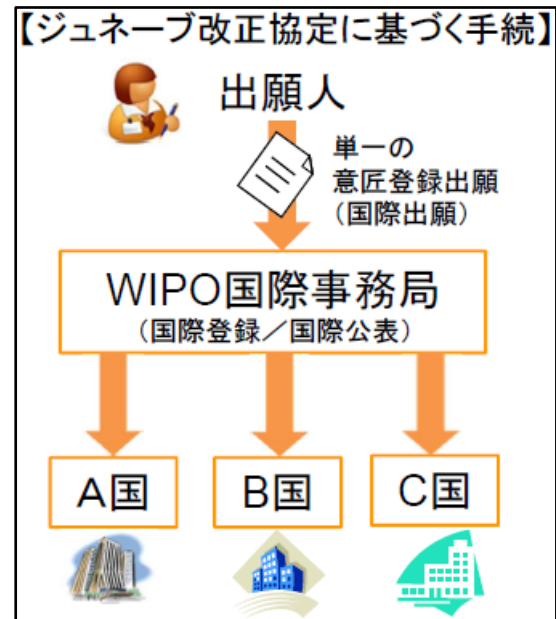 【ジュネーブ改正協定に基づく手続】
出願人
単一の
意匠登録出願
(国際出願)
WIPO国際事務局
(国際登録／国際公表)
A国
B国
C国